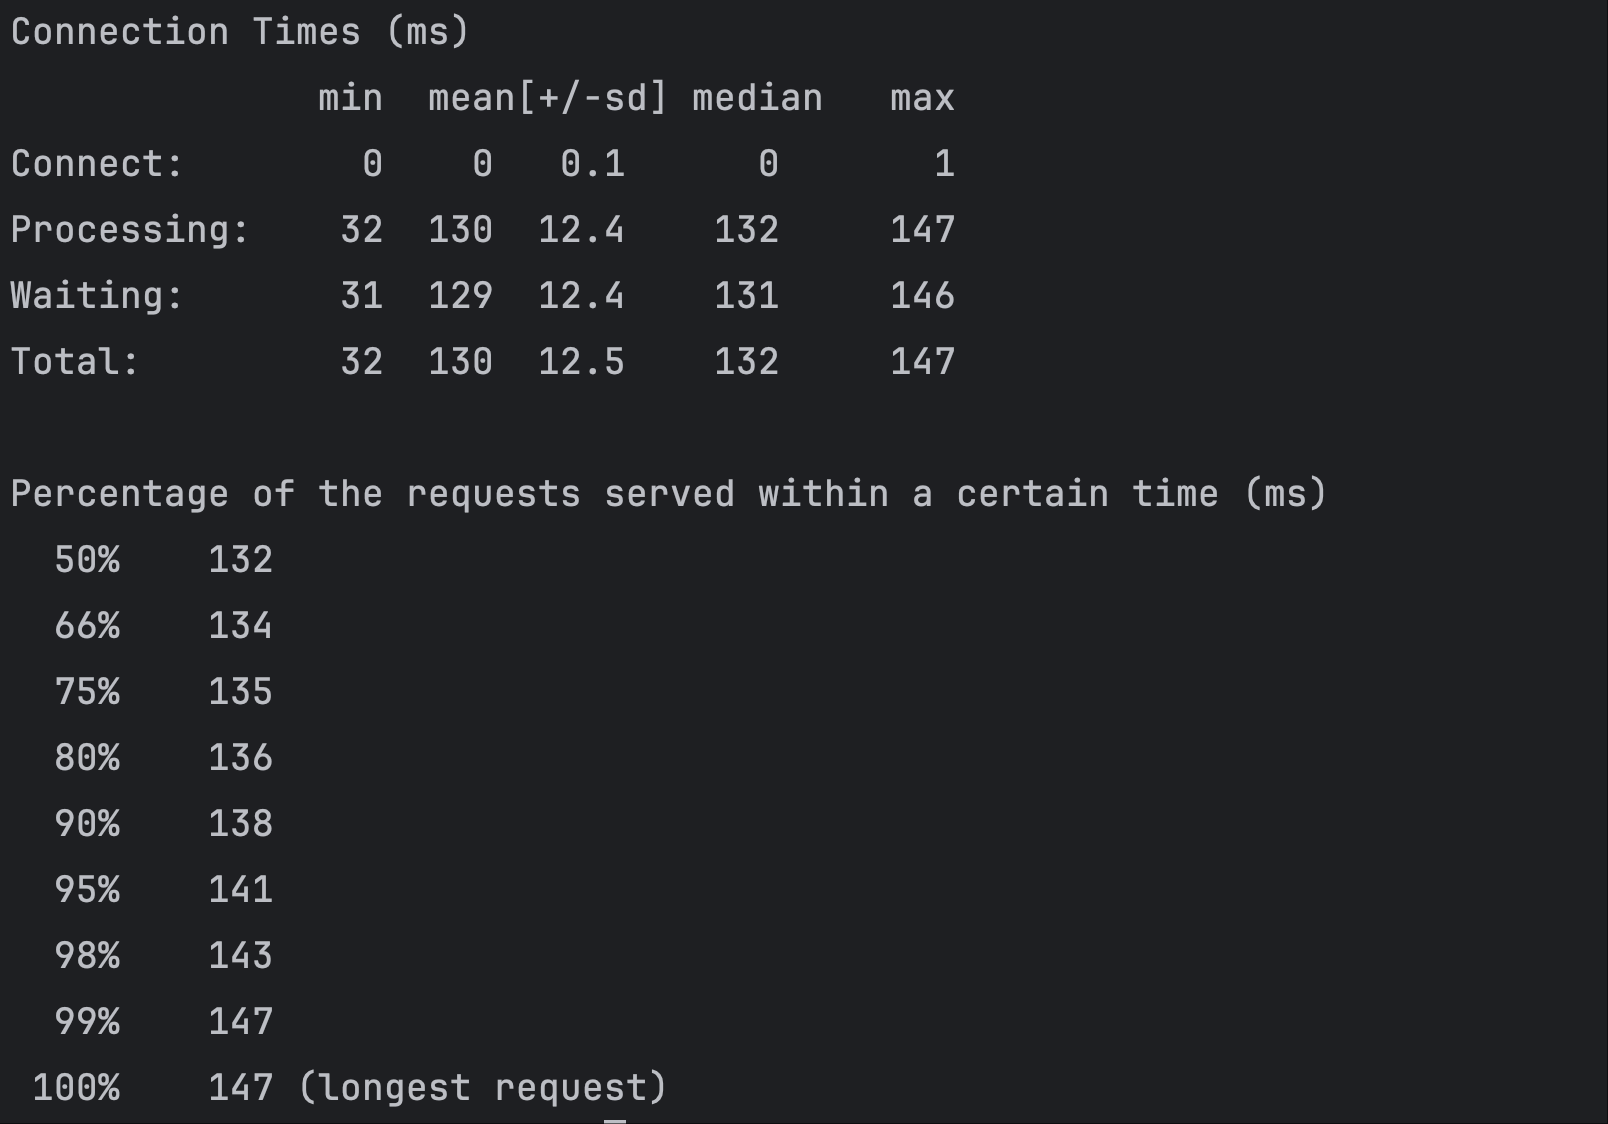 Connection Times (ms)
              min  mean[+/-sd] median   max
Connect:        0    0   0.1      0       1
Processing:    32  130  12.4    132     147
Waiting:       31  129  12.4    131     146
Total:         32  130  12.5    132     147

Percentage of the requests served within a certain time (ms)
  50%    132
  66%    134
  75%    135
  80%    136
  90%    138
  95%    141
  98%    143
  99%    147
 100%    147 (longest request)